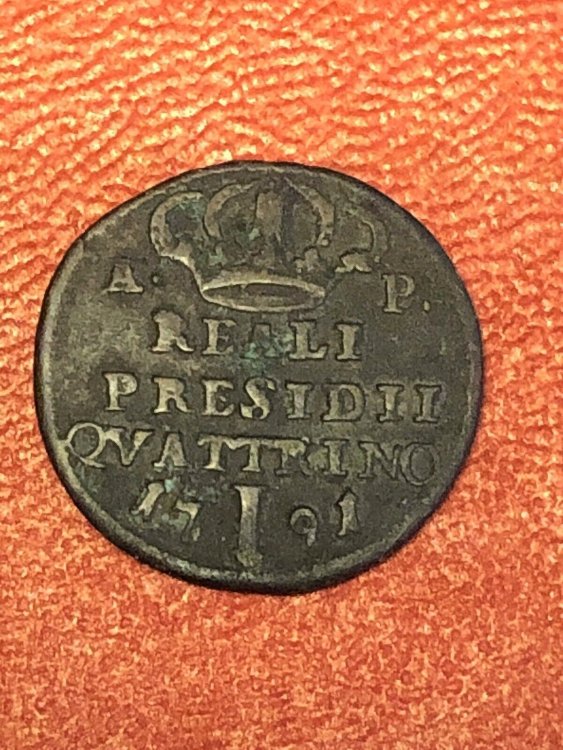 A. P.
REALI
PRESIDII
QVATTRINO
17 I 91